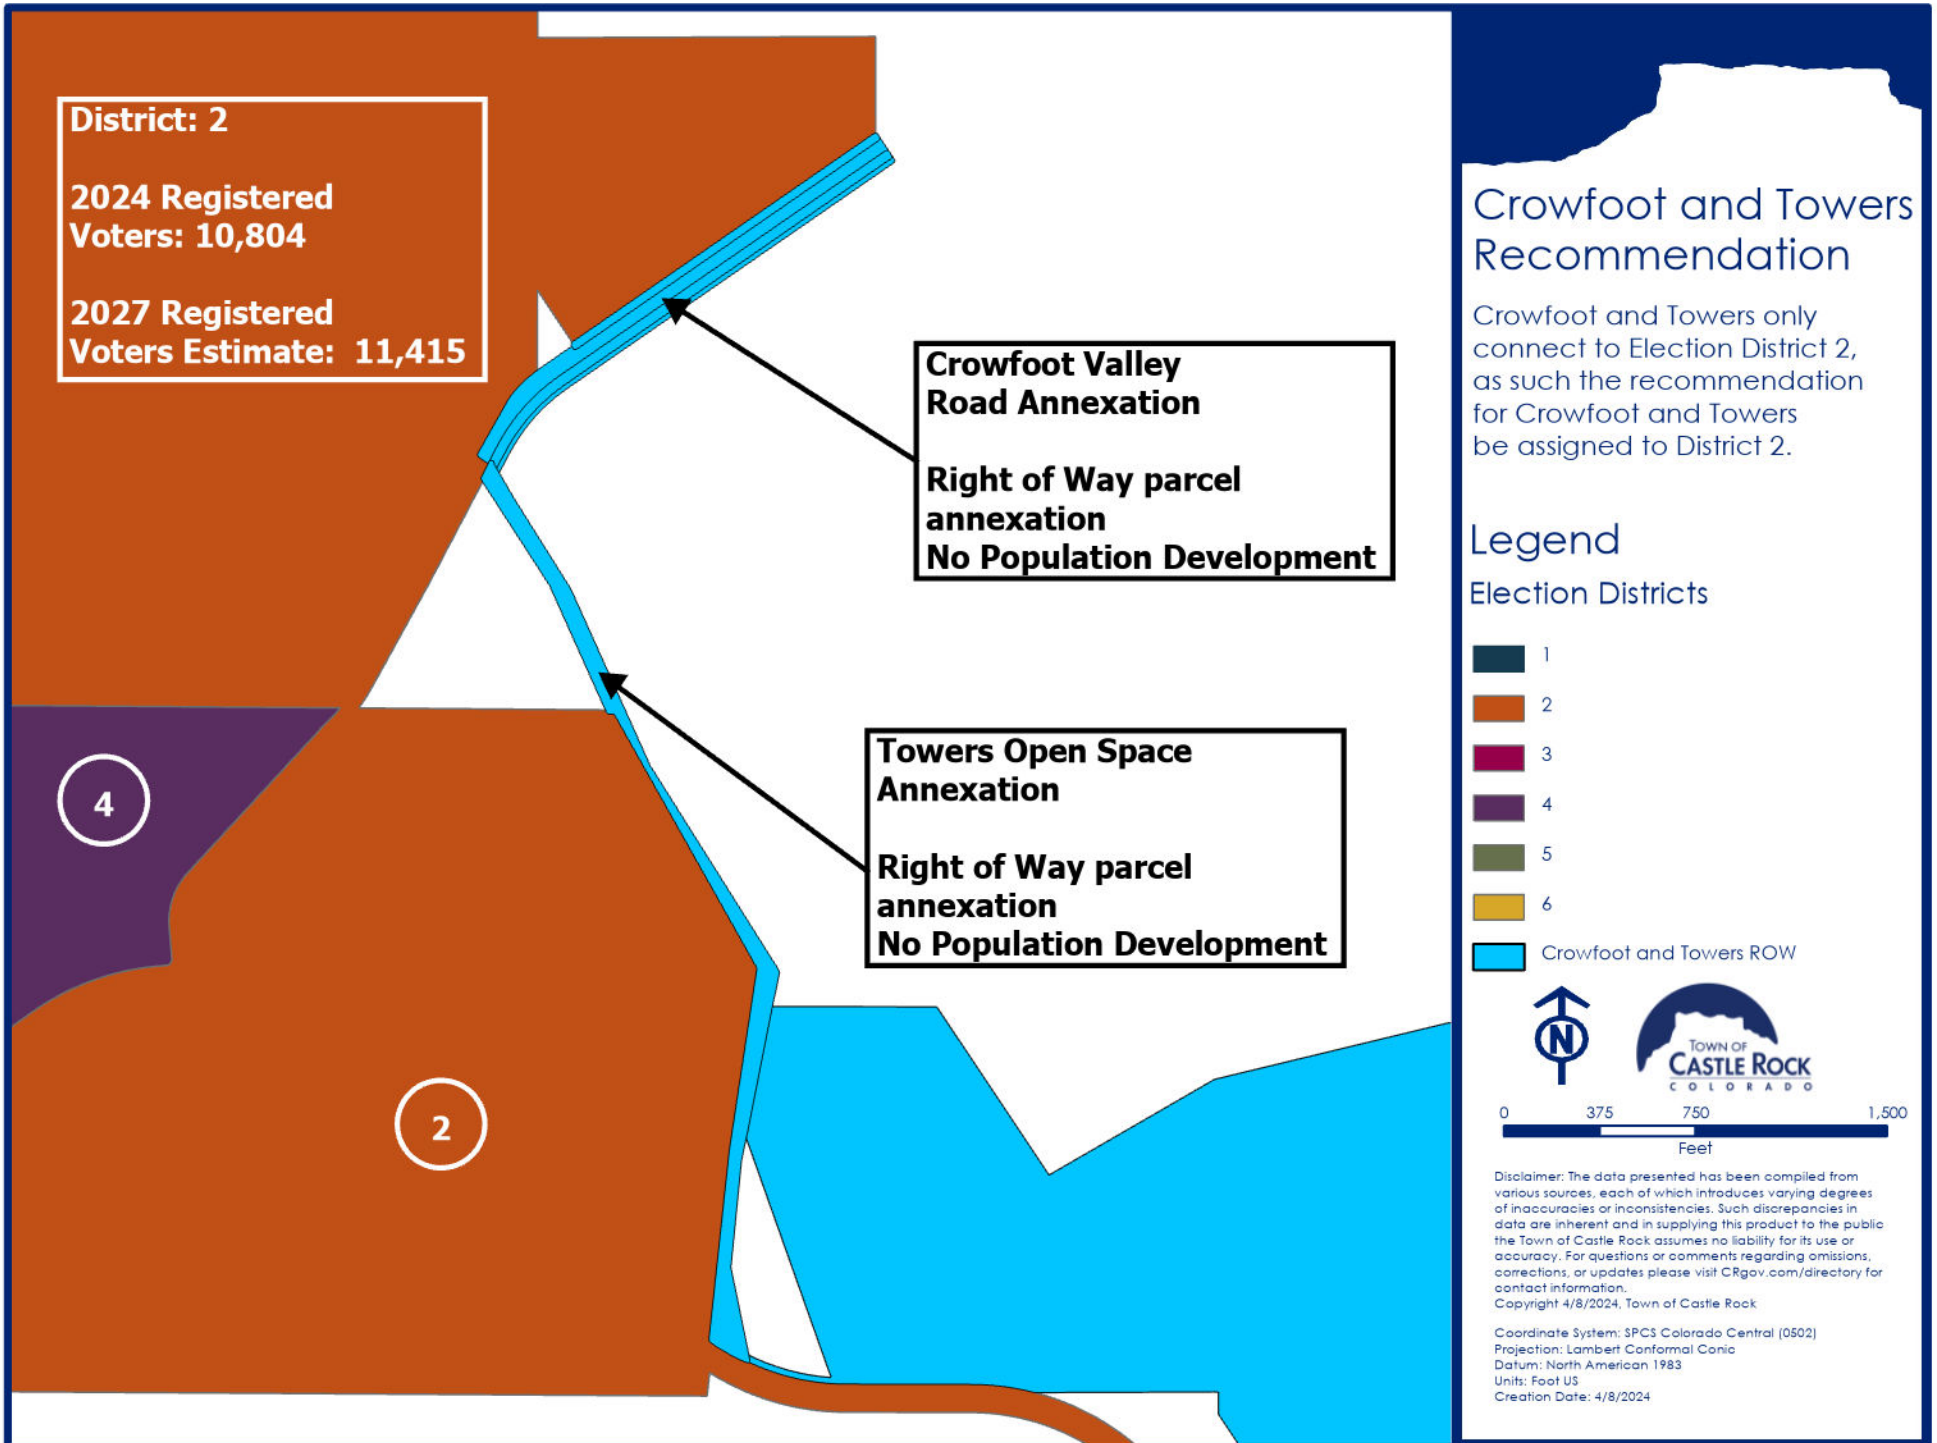 District: 2
2024 Registered
Voters: 10,804
2027 Registered
Voters Estimate: 11,415
Crowfoot Valley
Road Annexation
Right of Way parcel
annexation
No Population Development
Towers Open Space
Annexation
Right of Way parcel
annexation
No Population Development
4
2
Crowfoot and Towers
Recommendation
Crowfoot and Towers only
connect to Election District 2,
as such the recommendation
for Crowfoot and Towers
be assigned to District 2.
Legend
Election Districts
1
2
3
4
5
6
Crowfoot and Towers ROW
N
TOWN OF
CASTLE ROCK
COLORADO
0 375 750 1,500
Feet
Disclaimer: The data presented has been compiled from
various sources, each of which introduces varying degrees
of inaccuracies or inconsistencies. Such discrepancies in
data are inherent and in supplying this product to the public
the Town of Castle Rock assumes no liability for its use or
accuracy. For questions or comments regarding omissions,
corrections, or updates please visit CRgov.com/directory for
contact information.
Copyright 4/8/2024, Town of Castle Rock
Coordinate System: SPCS Colorado Central (0502)
Projection: Lambert Conformal Conic
Datum: North American 1983
Units: Foot US
Creation Date: 4/8/2024